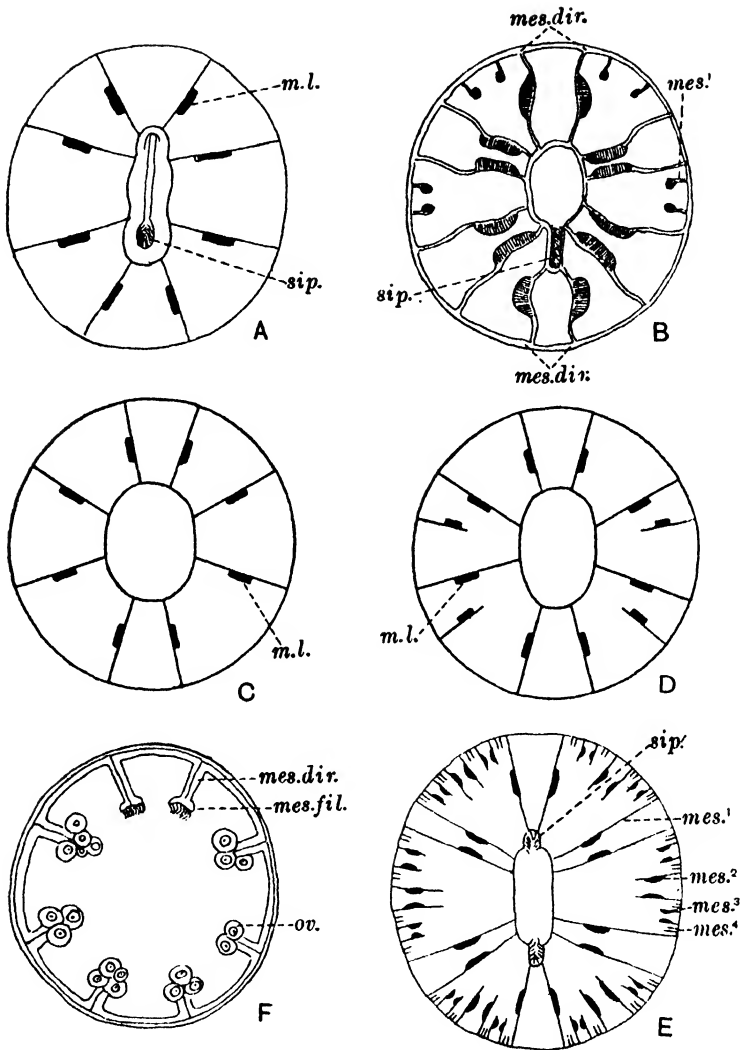 m.l.
sip.
A
mes.dir.
mes.¹
sip.
mes.dir.
B
m.l.
C
m.l.
D
mes.dir.
mes.fil.
ov.
F
sip.
mes.¹
mes.²
mes.³
mes.⁴
E